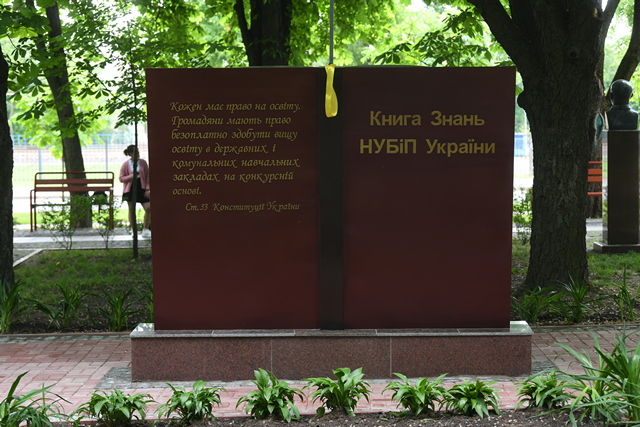 Кожен має право на освіту.
Громадяни мають право
безоплатно здобути вищу
освіту в державних і
комунальних навчальних
закладах на конкурсній
основі.
Ст.53 Конституції України
Книга Знань
НУБіП України